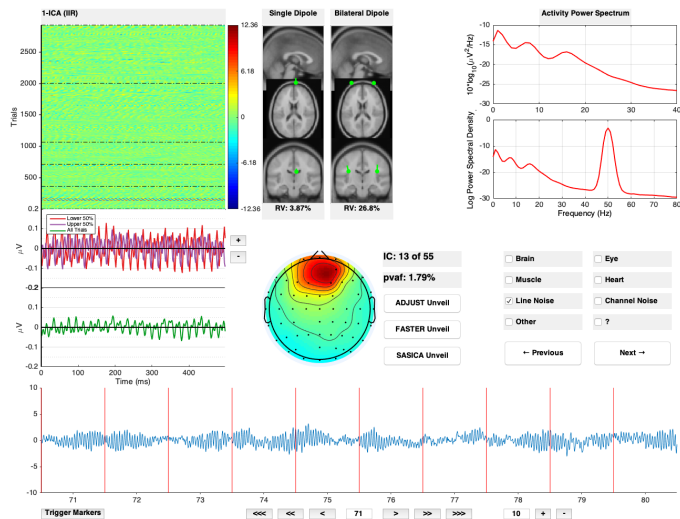 1-ICA (IIR)
Single Dipole
Bilateral Dipole
Activity Power Spectrum
12.36
6.18
0
-6.18
-12.36
Trials
2500
2000
1500
1000
500
0.2
RV: 3.87%
RV: 26.8%
10*log10(μV2/Hz)
-10
-15
-20
-25
-30
0
10
20
30
40
Log Power Spectral Density
0
-10
-20
-30
0
20
40
60
80
Frequency (Hz)
Lower 50%
Upper 50%
All Trials
μV
0.1
0
-0.1
-0.2
0.2
μV
0.1
0
-0.1
-0.2
0
200
400
Time (ms)
+
-
IC: 13 of 55
pvaf: 1.79%
ADJUST Unveil
FASTER Unveil
SASICA Unveil
Brain
Eye
Muscle
Heart
Line Noise
Channel Noise
Other
?
← Previous
Next →
10
5
0
-5
-10
71
72
73
74
75
76
77
78
79
80
Trigger Markers
<<<
<<
<
71
>
>>
>>>
10
+
-